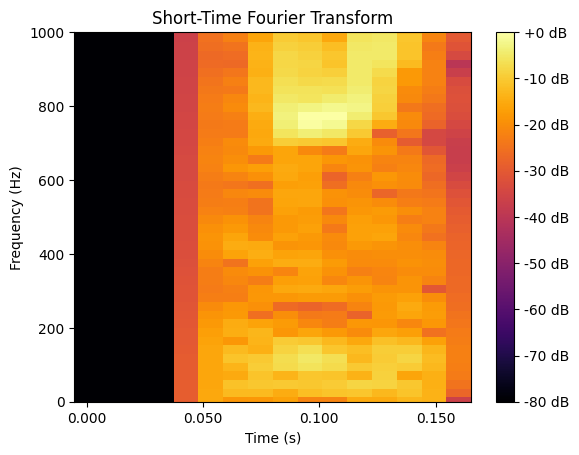 Short-Time Fourier Transform
1000
800
600
400
200
0
Frequency (Hz)
0.000
0.050
0.100
0.150
Time (s)
+0 dB
-10 dB
-20 dB
-30 dB
-40 dB
-50 dB
-60 dB
-70 dB
-80 dB